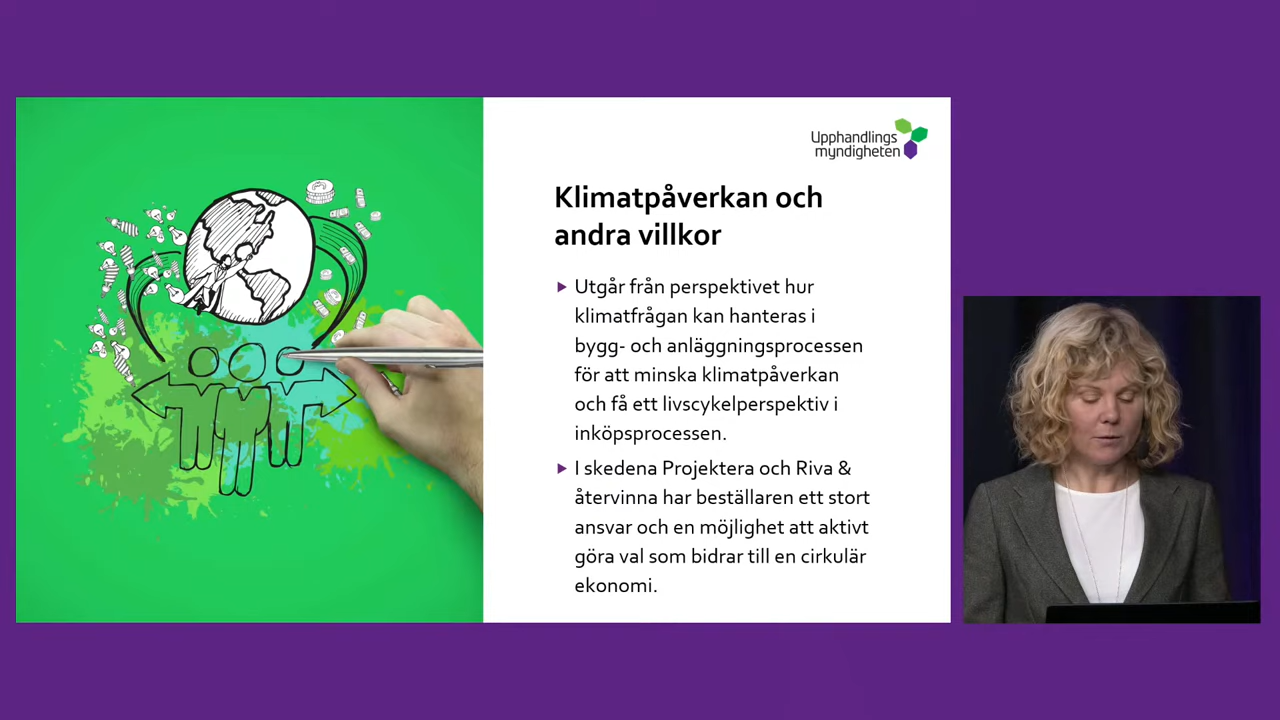 Upphandlings
myndigheten
Klimatpåverkan och
andra villkor
Utgår från perspektivet hur
klimatfrågan kan hanteras i
bygg- och anläggningsprocessen
för att minska klimatpåverkan
och få ett livscykelperspektiv i
inköpsprocessen.
I skedena Projektera och Riva &
återvinna har beställaren ett stort
ansvar och en möjlighet att aktivt
göra val som bidrar till en cirkulär
ekonomi.